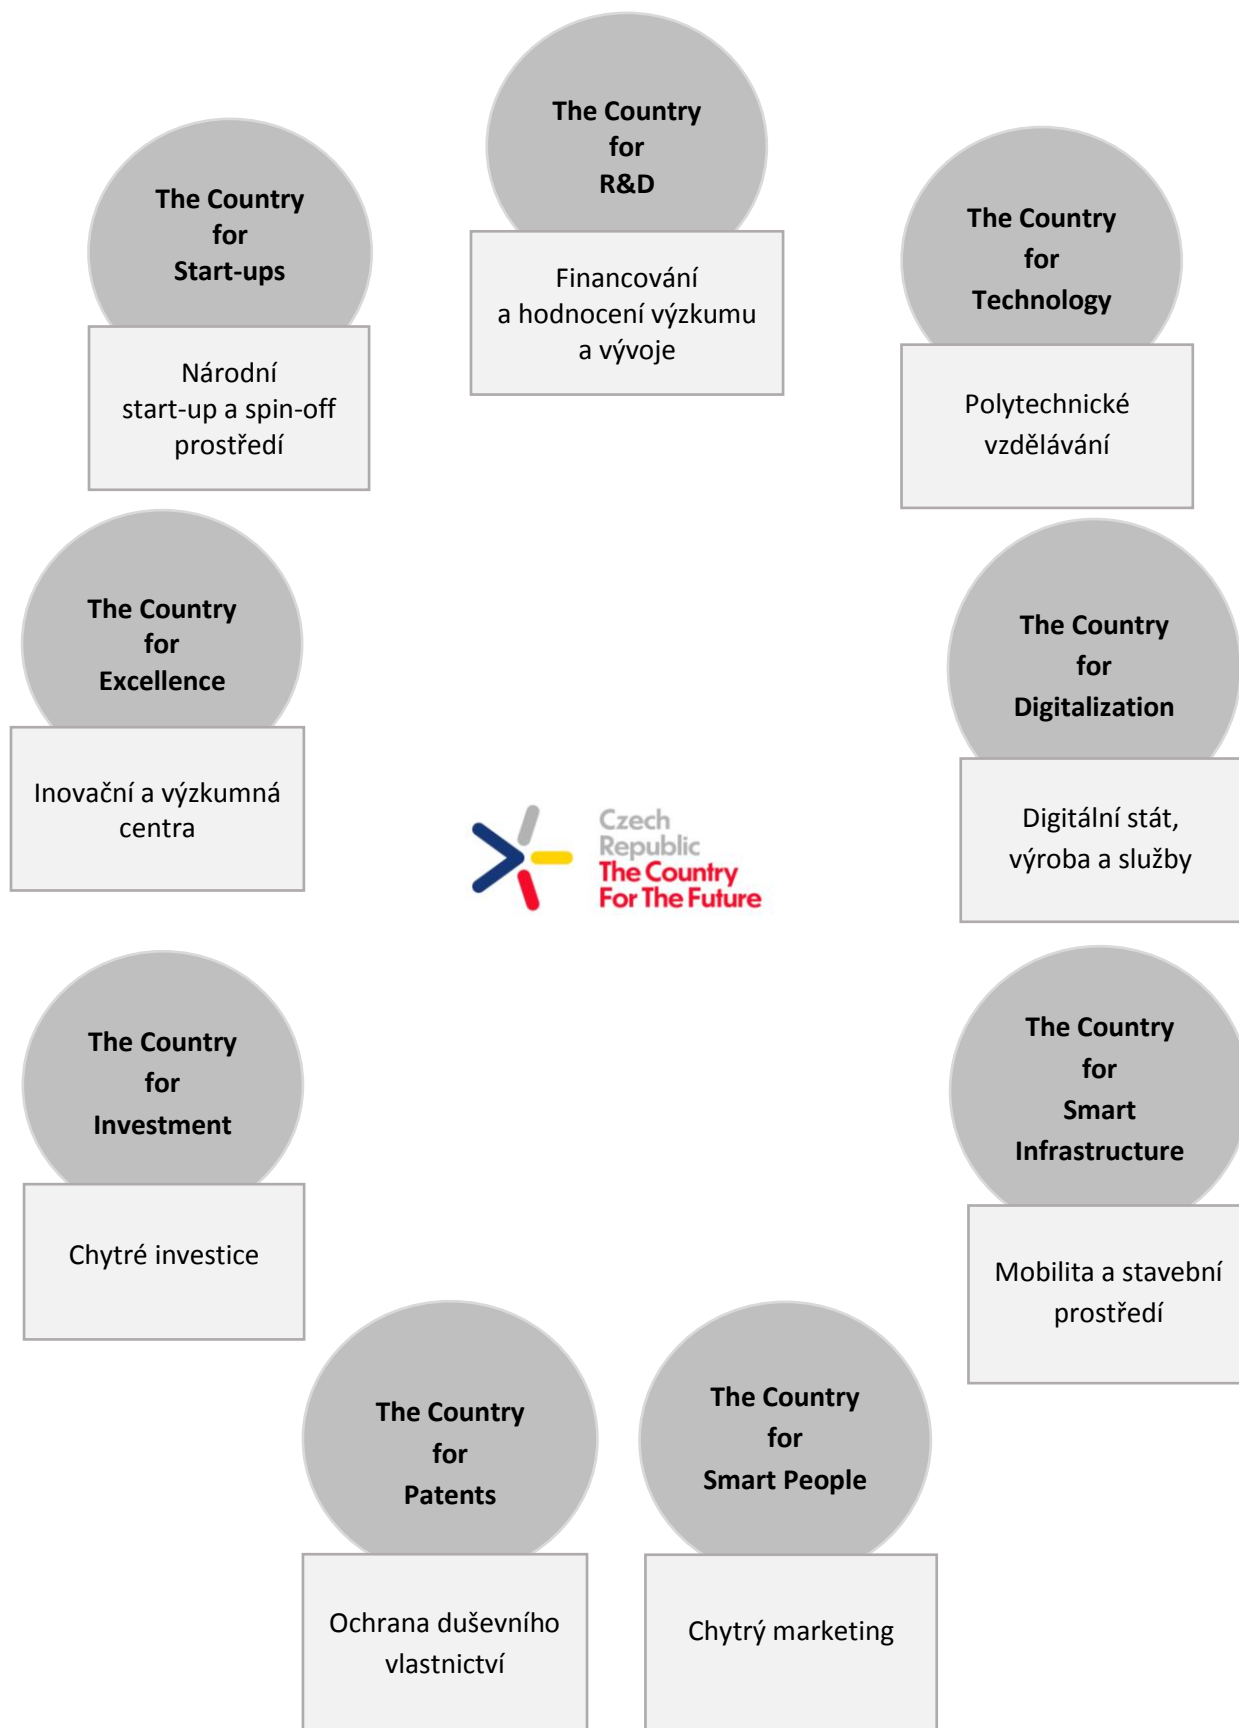 The Country
for
R&D
Financování
a hodnocení výzkumu
a vývoje
The Country
for
Start-ups
Národní
start-up a spin-off
prostředí
The Country
for
Technology
Polytechnické
vzdělávání
The Country
for
Excellence
Inovační a výzkumná
centra
The Country
for
Digitalization
Digitální stát,
výroba a služby
Czech
Republic
The Country
For The Future
The Country
for
Investment
Chytré investice
The Country
for
Smart
Infrastructure
Mobilita a stavební
prostředí
The Country
for
Patents
Ochrana duševního
vlastnictví
The Country
for
Smart People
Chytrý marketing